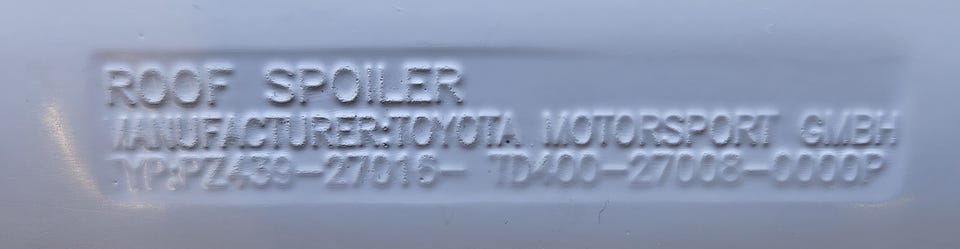 ROOF SPOILER
MANUFACTURER:TOYOTA MOTORSPORT GMBH
TYP:PZ439-27016- TD400-27008-0000P